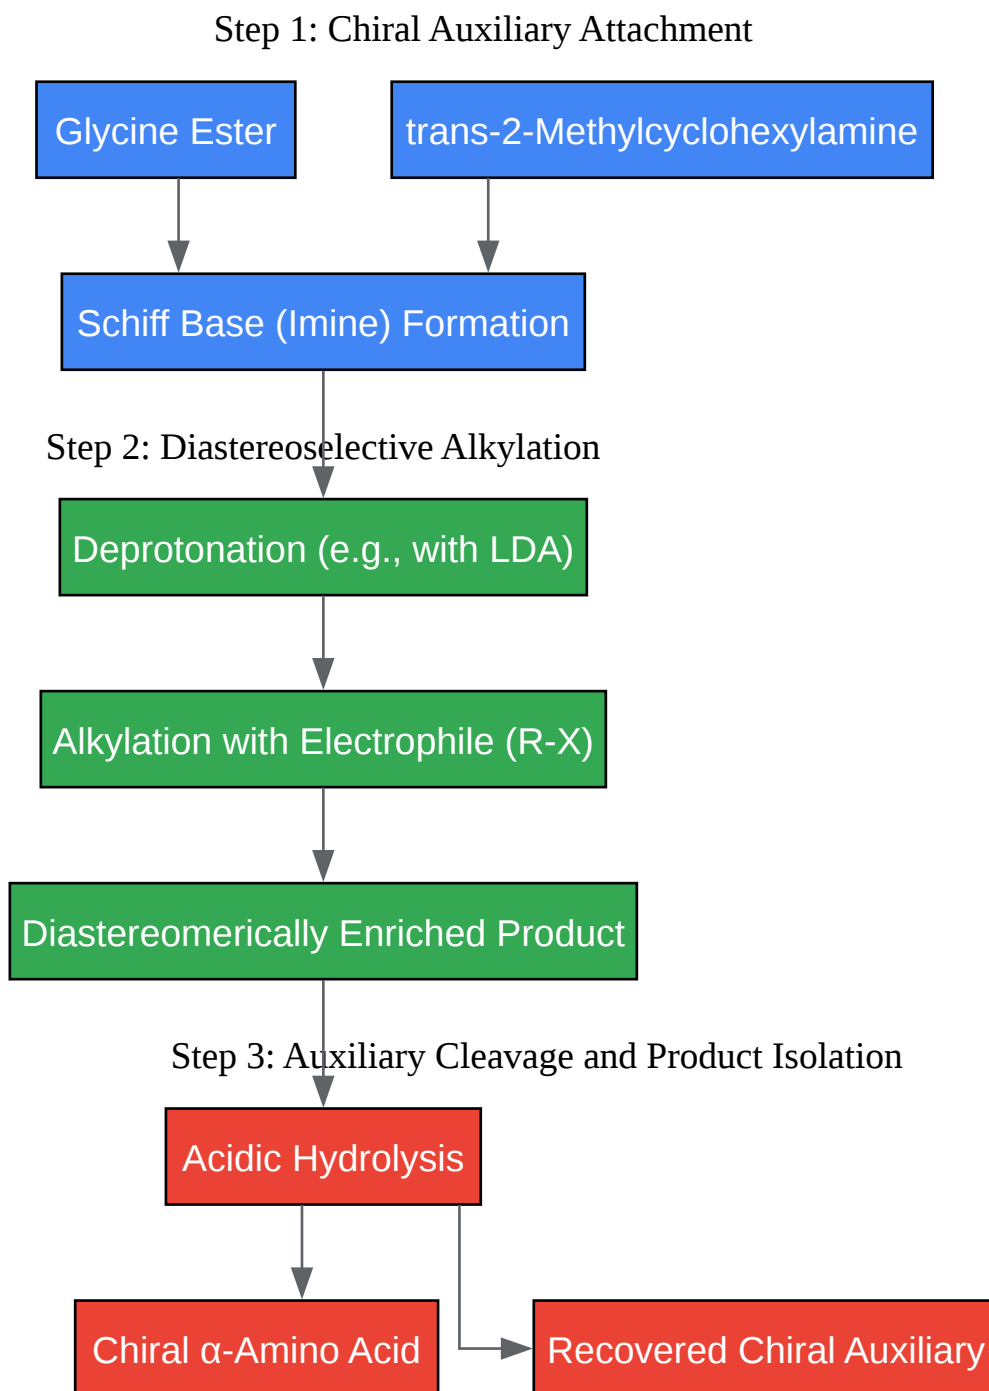 Step 1: Chiral Auxiliary Attachment
Glycine Ester
trans-2-Methylcyclohexylamine
Schiff Base (Imine) Formation
Step 2: Diastereoselective Alkylation
Deprotonation (e.g., with LDA)
Alkylation with Electrophile (R-X)
Diastereomerically Enriched Product
Step 3: Auxiliary Cleavage and Product Isolation
Acidic Hydrolysis
Chiral α-Amino Acid
Recovered Chiral Auxiliary